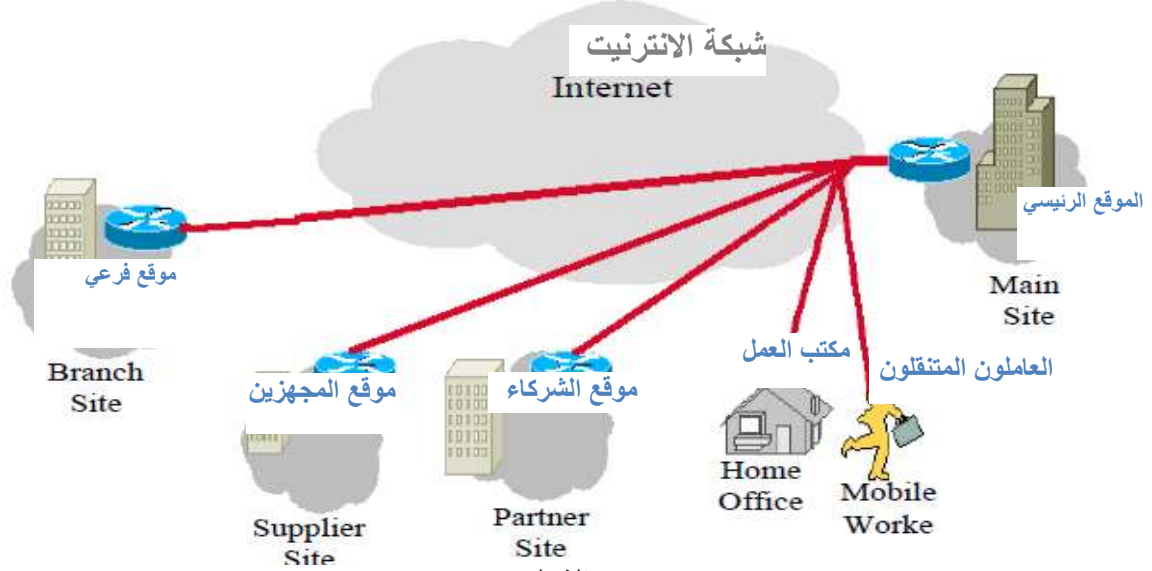 شبكة الانترنيت
Internet
الموقع الرئيسي
Main
Site
موقع فرعي
Branch
Site
موقع المجهزين
Supplier
Site
موقع الشركاء
Partner
Site
مكتب العمل
Home
Office
العاملون المتنقلون
Mobile
Worke